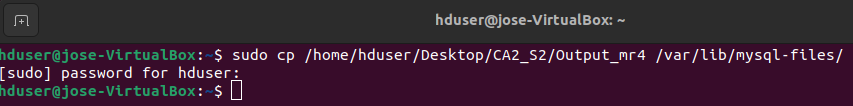 hduser@jose-VirtualBox: ~
hduser@jose-VirtualBox:~$ sudo cp /home/hduser/Desktop/CA2_S2/Output_mr4 /var/lib/mysql-files/
[sudo] password for hduser:
hduser@jose-VirtualBox:~$